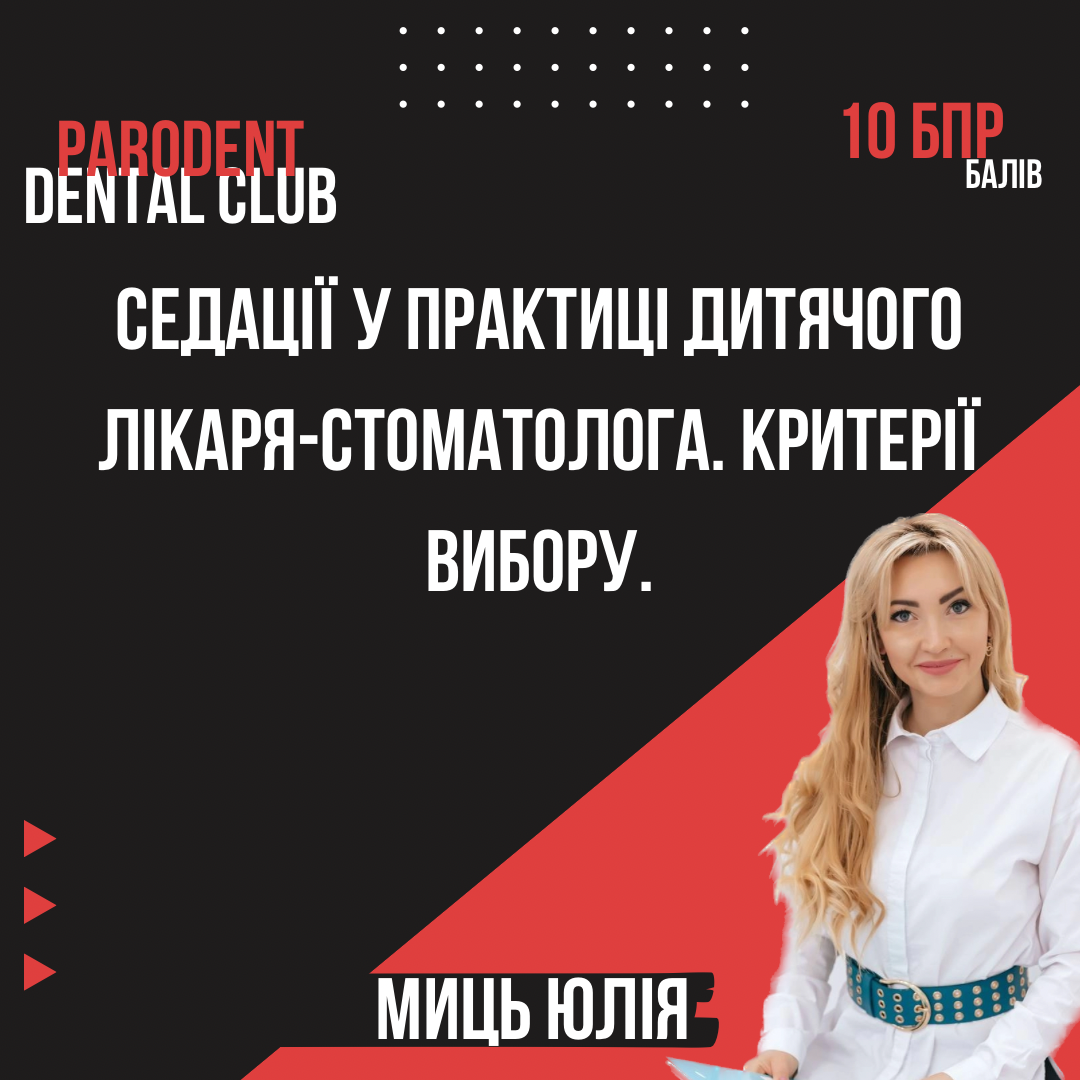 PARODENT
DENTAL CLUB
10 БПР
БАЛІВ
СЕДАЦІЇ У ПРАКТИЦІ ДИТЯЧОГО
ЛІКАРЯ-СТОМАТОЛОГА. КРИТЕРІЇ
ВИБОРУ.
МИЦЬ ЮЛІЯ